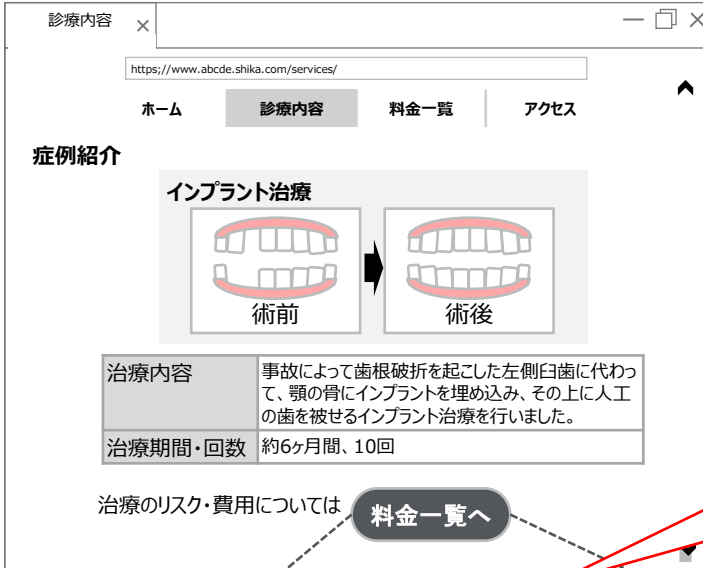 診療内容
https;//www.abcde.shika.com/services/
ホーム 診療内容 料金一覧 アクセス
症例紹介
インプラント治療
術前 術後
治療内容
事故によって歯根破折を起こした左側臼歯に代わっ
て、顎の骨にインプラントを埋め込み、その上に人工
の歯を被せるインプラント治療を行いました。
治療期間・回数 約6ヶ月間、10回
治療のリスク・費用については 料金一覧へ